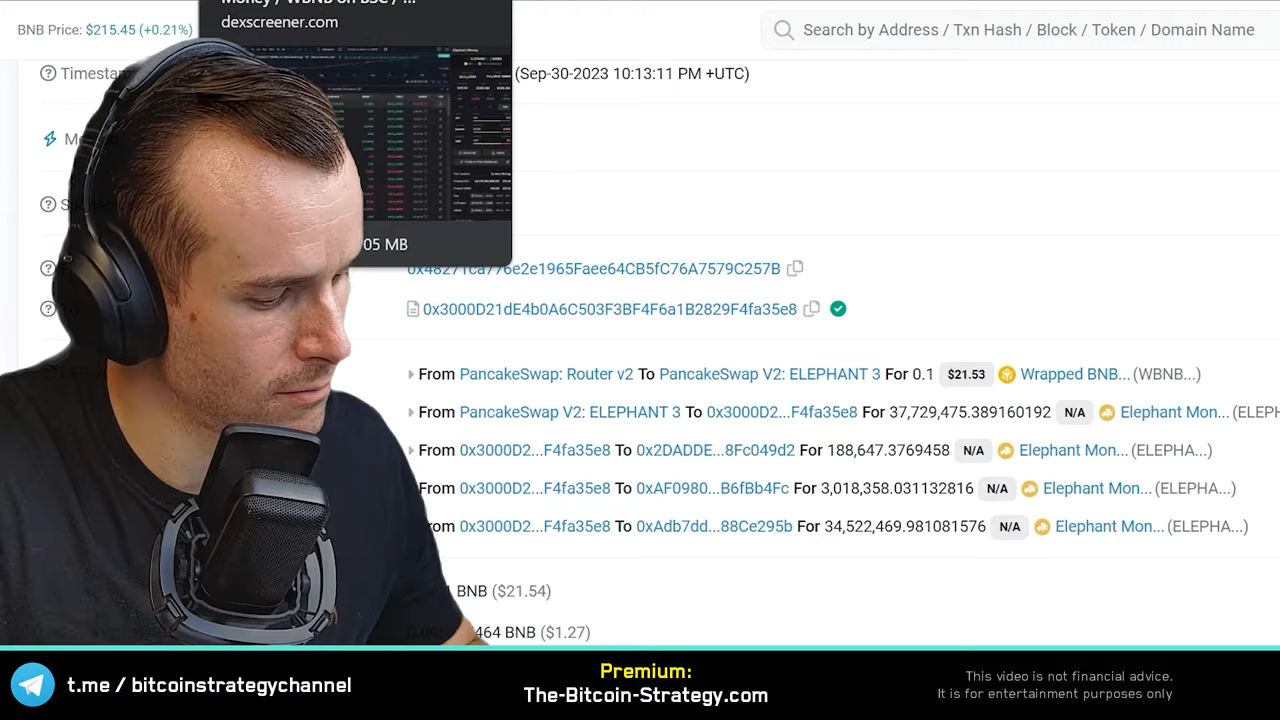 Money / WBNB on BSC / ...
BNB Price: $215.45 (+0.21%)
dexscreener.com
Search by Address / Txn Hash / Block / Token / Domain Name
(Sep-30-2023 10:13:11 PM +UTC)
05 MB
0x48271ca776e2e1965Faee64CB5fC76A7579C257B
0x3000D21dE4b0A6C503F3BF4F6a1B2829F4fa35e8
From PancakeSwap: Router v2 To PancakeSwap V2: ELEPHANT 3 For 0.1 $21.53 Wrapped BNB... (WBNB...)
From PancakeSwap V2: ELEPHANT 3 To 0x3000D2...F4fa35e8 For 37,729,475.389160192 N/A Elephant Mon... (ELEPH
From 0x3000D2...F4fa35e8 To 0x2DADDE...8Fc049d2 For 188,647.3769458 N/A Elephant Mon... (ELEPHA...)
From 0x3000D2...F4fa35e8 To 0xAF0980...B6fBb4Fc For 3,018,358.031132816 N/A Elephant Mon... (ELEPHA...)
From 0x3000D2...F4fa35e8 To 0xAdb7dd...88Ce295b For 34,522,469.981081576 N/A Elephant Mon... (ELEPHA...)
BNB ($21.54)
464 BNB ($1.27)
t.me / bitcoinstrategychannel
Premium:
The-Bitcoin-Strategy.com
This video is not financial advice.
It is for entertainment purposes only